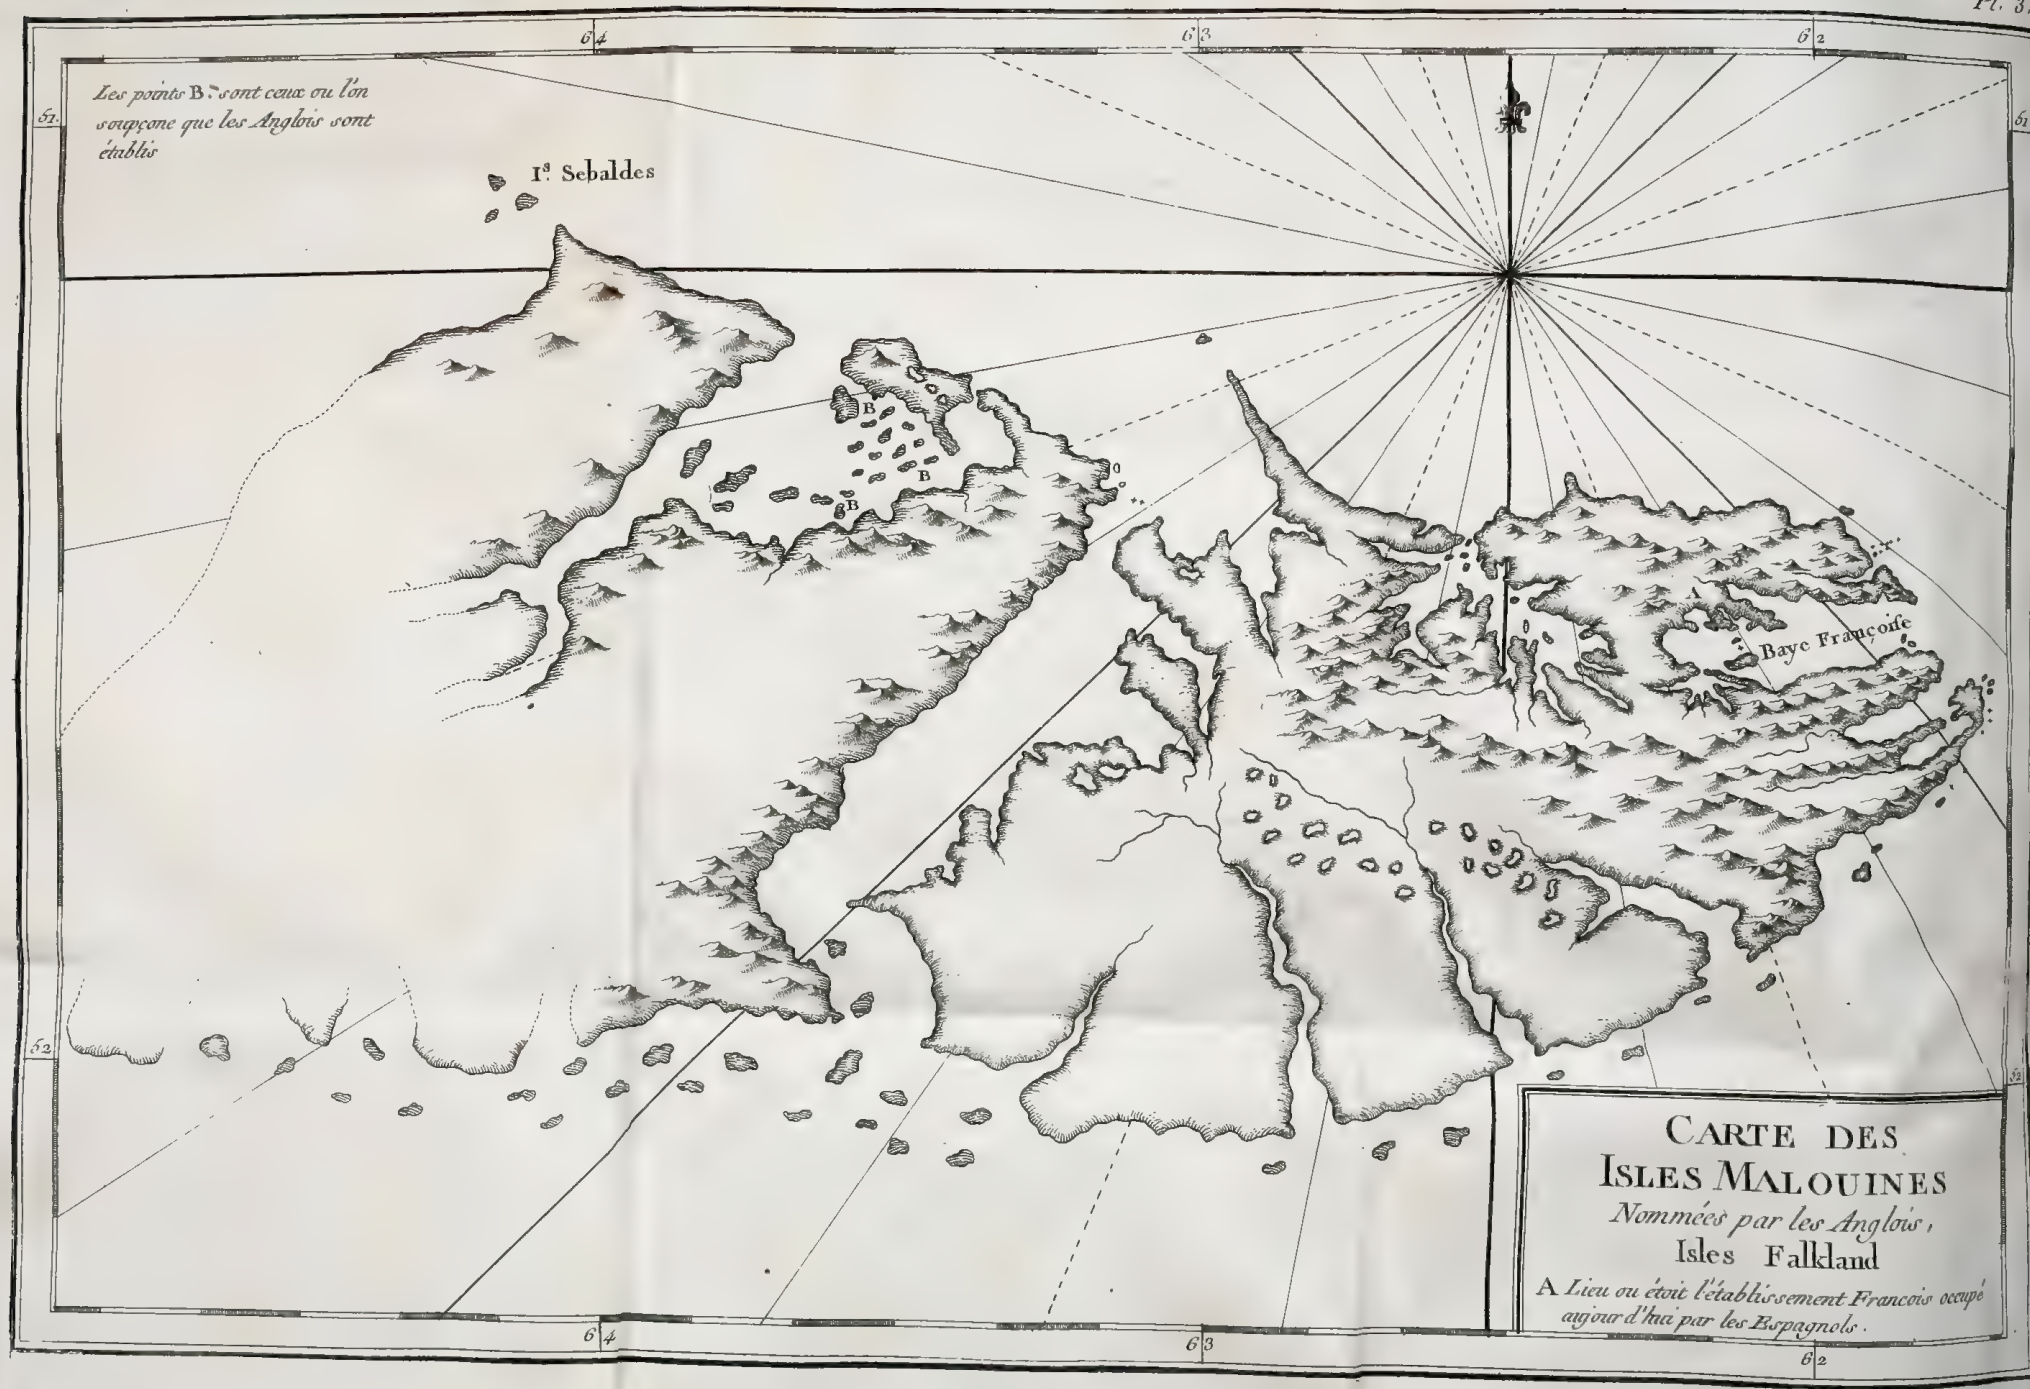 Pl. 3.
64
63
62
Les points B. sont ceux ou l'on
soupçone que les Anglois sont
établis
51.
51
I.ᵃ Sebaldes
B
B
B
A
Baye Françoise
52
52
CARTE DES
ISLES MALOUINES
Nommées par les Anglois,
Isles Falkland
A Lieu ou étoit l'établissement Francois occupé
aujourd'hui par les Espagnols.
64
63
62